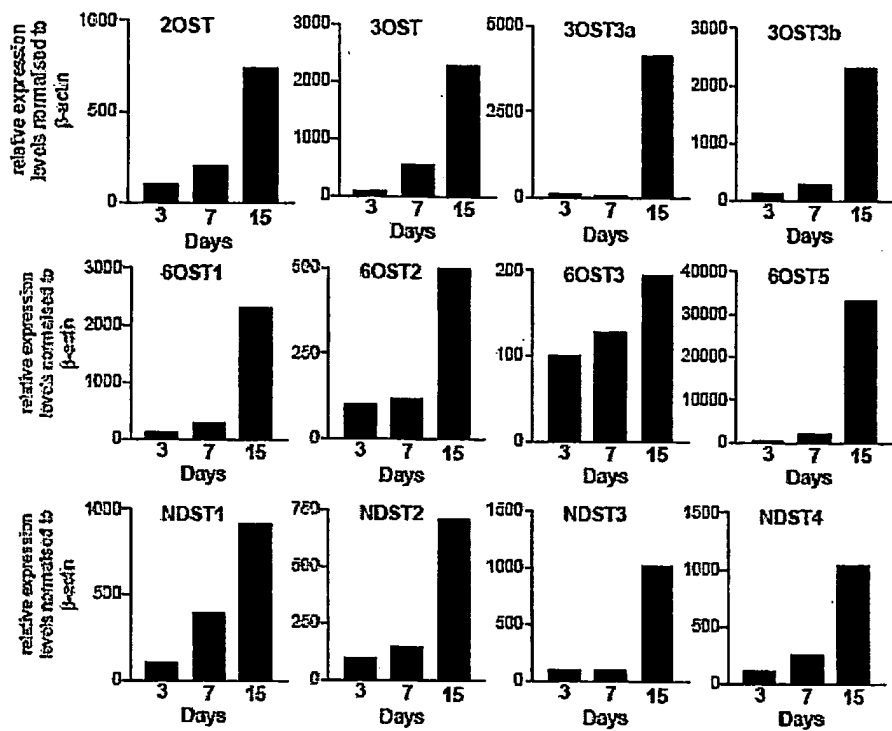 relative expression
levels normalised to
β-actin
2OST
1000
500
0
3 7 15
Days
3OST
3000
2000
1000
0
3 7 15
Days
3OST3a
5000
2500
0
3 7 15
Days
3OST3b
3000
2000
1000
0
3 7 15
Days
relative expression
levels normalised to
β-actin
6OST1
3000
2000
1000
0
3 7 15
Days
6OST2
500
250
0
3 7 15
Days
6OST3
200
100
0
3 7 15
Days
6OST5
40000
30000
20000
10000
0
3 7 15
Days
relative expression
levels normalised to
β-actin
NDST1
1000
500
0
3 7 15
Days
NDST2
750
500
250
0
3 7 15
Days
NDST3
1500
1000
500
0
3 7 15
Days
NDST4
1500
1000
500
0
3 7 15
Days